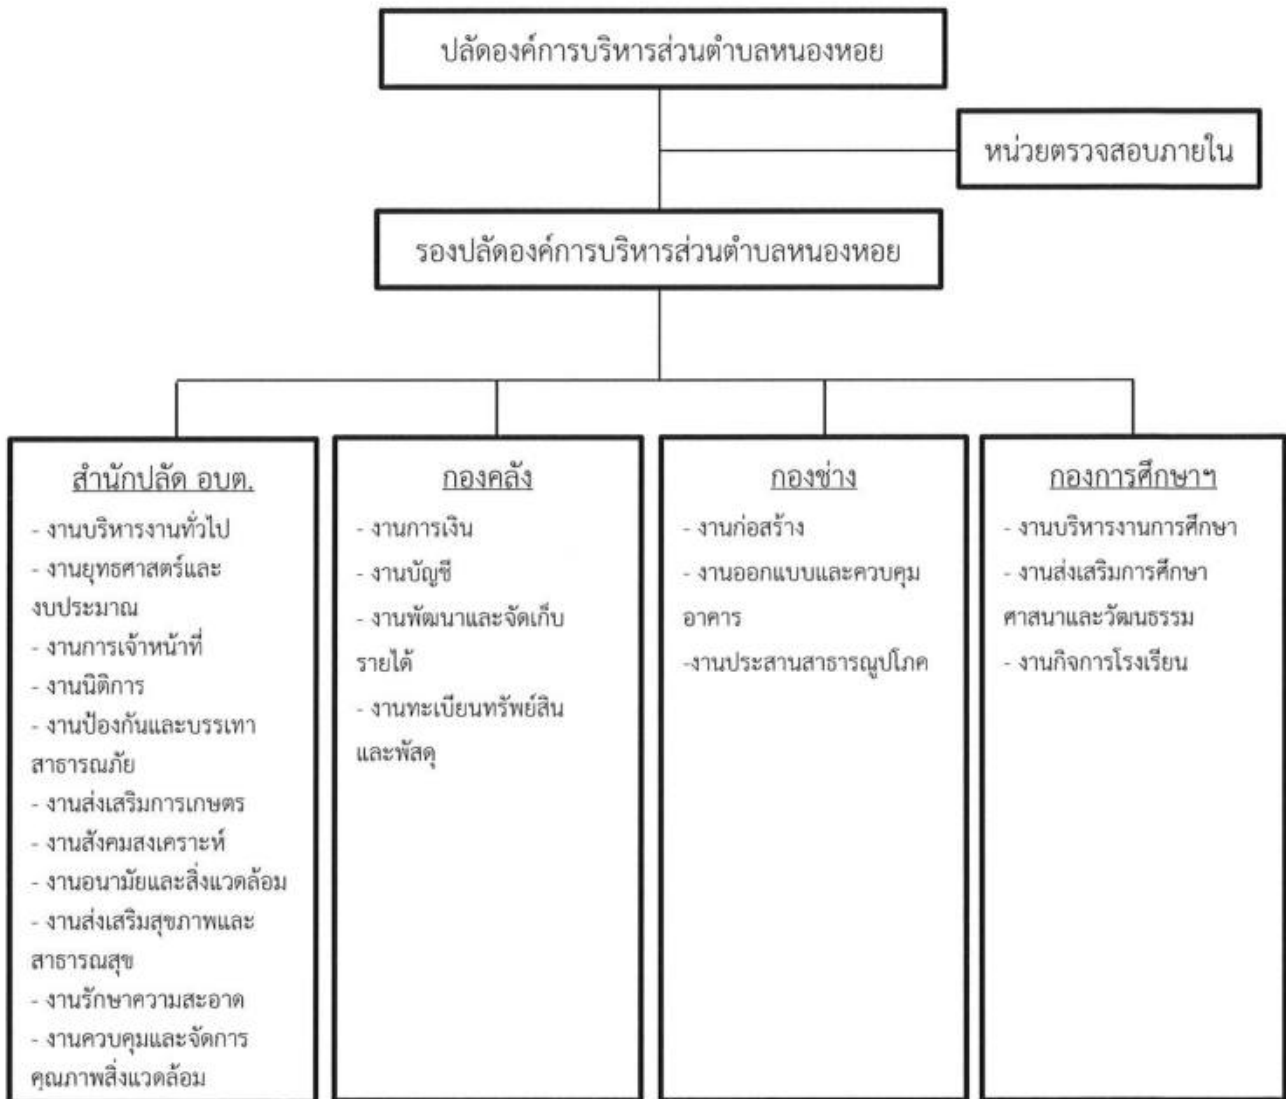 ปลัดองค์การบริหารส่วนตำบลหนองหอย
หน่วยตรวจสอบภายใน
รองปลัดองค์การบริหารส่วนตำบลหนองหอย
สำนักปลัด อบต.
- งานบริหารงานทั่วไป
- งานยุทธศาสตร์และ
งบประมาณ
- งานการเจ้าหน้าที่
- งานนิติการ
- งานป้องกันและบรรเทา
สาธารณภัย
- งานส่งเสริมการเกษตร
- งานสังคมสงเคราะห์
- งานอนามัยและสิ่งแวดล้อม
- งานส่งเสริมสุขภาพและ
สาธารณสุข
- งานรักษาความสะอาด
- งานควบคุมและจัดการ
คุณภาพสิ่งแวดล้อม
กองคลัง
- งานการเงิน
- งานบัญชี
- งานพัฒนาและจัดเก็บ
รายได้
- งานทะเบียนทรัพย์สิน
และพัสดุ
กองช่าง
- งานก่อสร้าง
- งานออกแบบและควบคุม
อาคาร
-งานประสานสาธารณูปโภค
กองการศึกษาฯ
- งานบริหารงานการศึกษา
- งานส่งเสริมการศึกษา
ศาสนาและวัฒนธรรม
- งานกิจการโรงเรียน